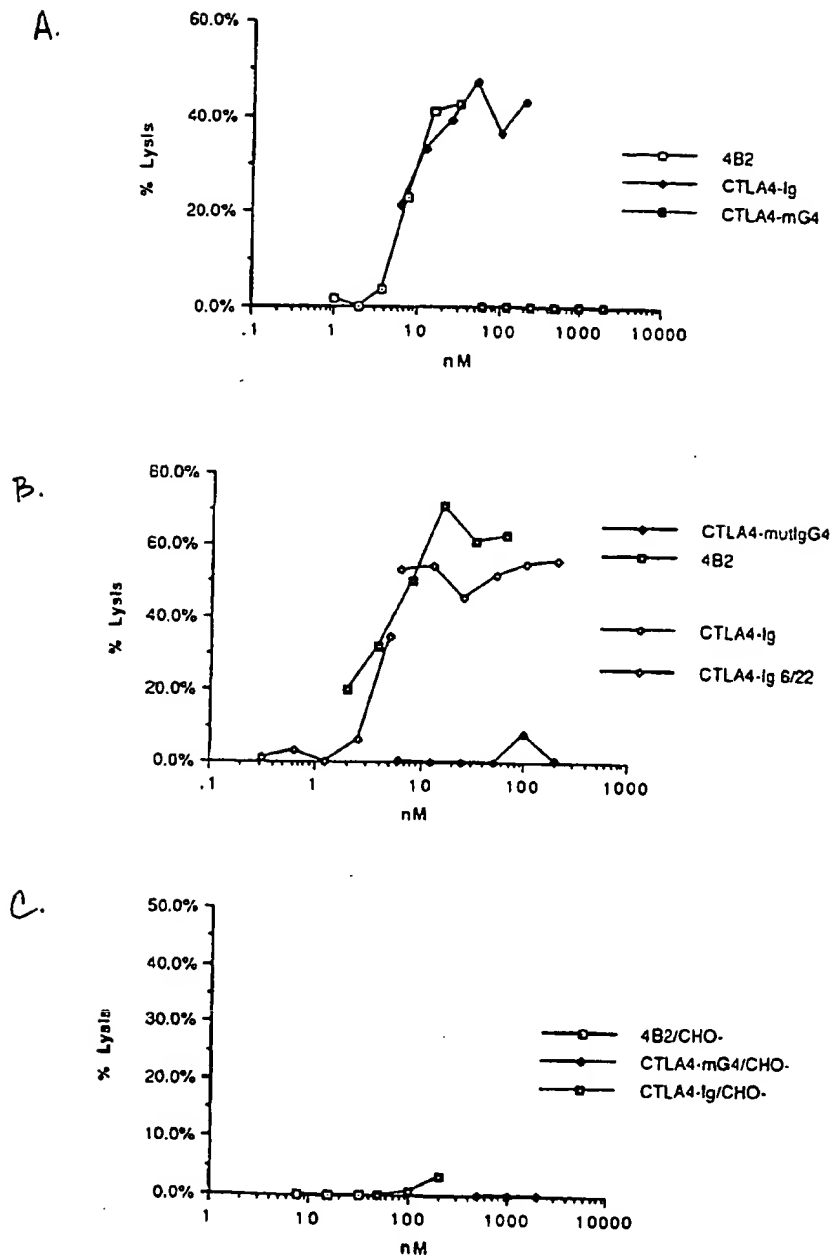 A.
60.0%
40.0%
20.0%
0.0%
% Lysis
.1 1 10 100 1000 10000
nM
4B2
CTLA4-Ig
CTLA4-mG4
B.
80.0%
60.0%
40.0%
20.0%
0.0%
% Lysis
.1 1 10 100 1000
nM
CTLA4-mutIgG4
4B2
CTLA4-Ig
CTLA4-Ig 6/22
C.
50.0%
40.0%
30.0%
20.0%
10.0%
0.0%
% Lysis
1 10 100 1000 10000
nM
4B2/CHO-
CTLA4-mG4/CHO-
CTLA4-Ig/CHO-